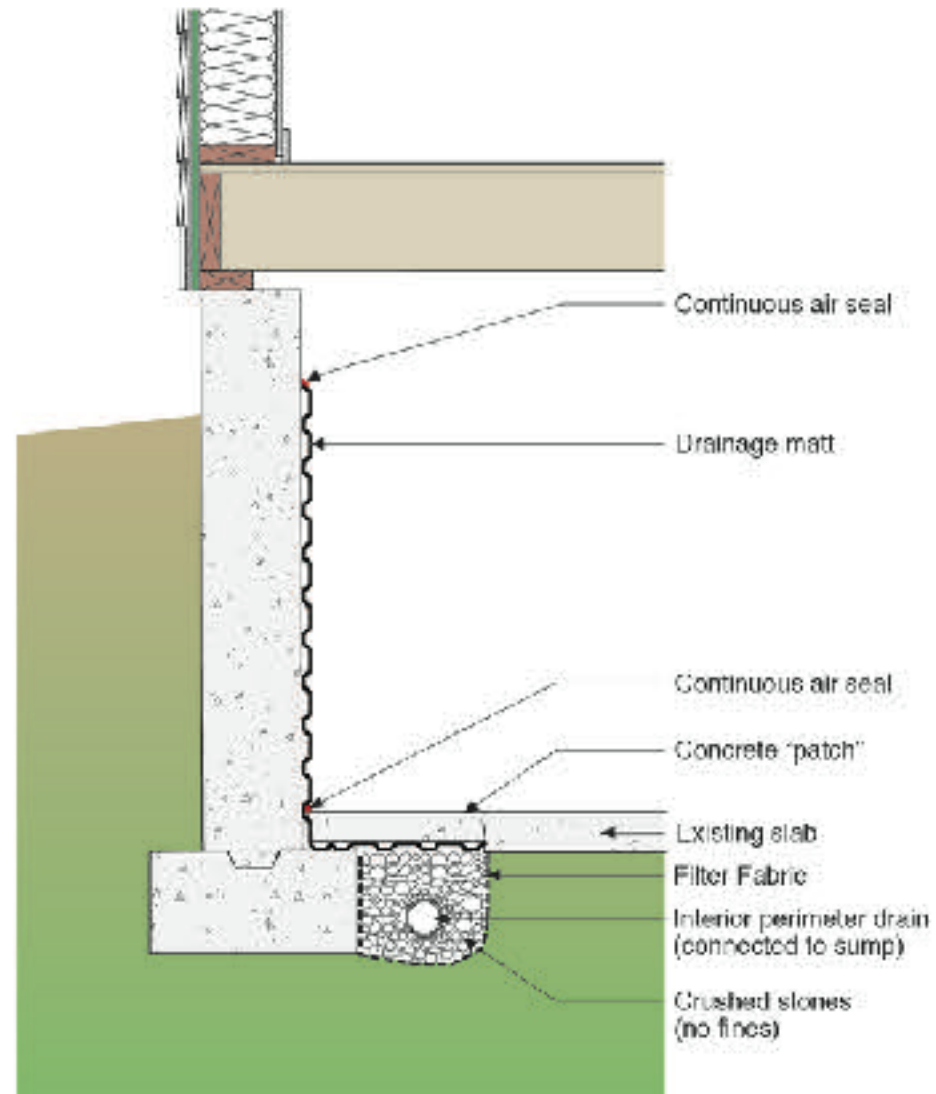 Continuous air seal
Drainage matt
Continuous air seal
Concrete "patch"
Existing slab
Filter Fabric
Interior perimeter drain
(connected to sump)
Crushed stones
(no fines)